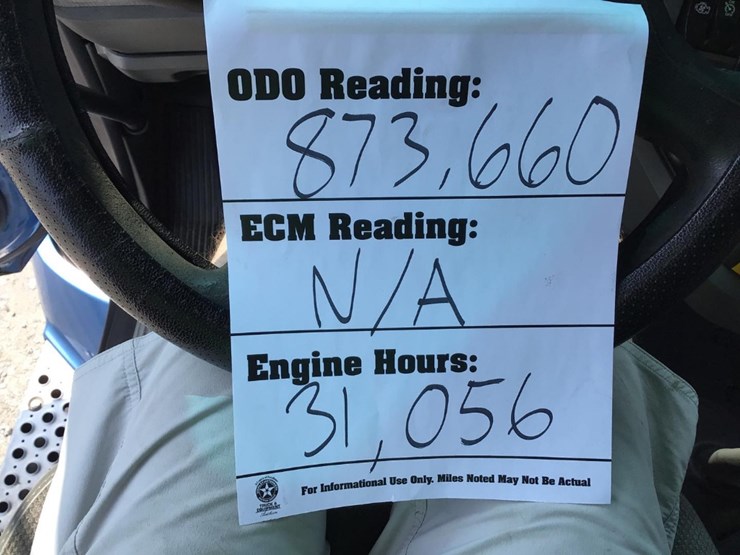 ODO Reading:
873,660
ECM Reading:
N/A
Engine Hours:
31,056
For Informational Use Only. Miles Noted May Not Be Actual